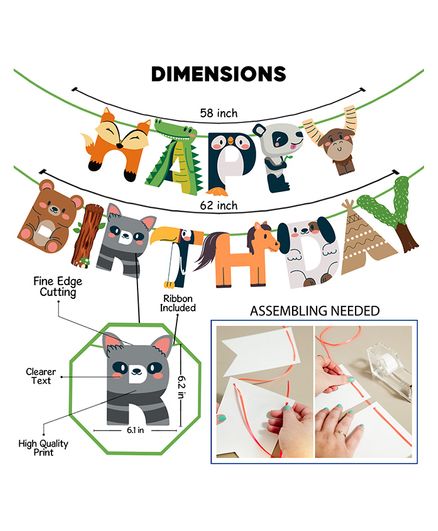 DIMENSIONS
58 inch
HAPPY
62 inch
BIRTHDAY
Fine Edge
Cutting
Ribbon
Included
ASSEMBLING NEEDED
Clearer
Text
R
6.2 in
6.1 in
High Quality
Print